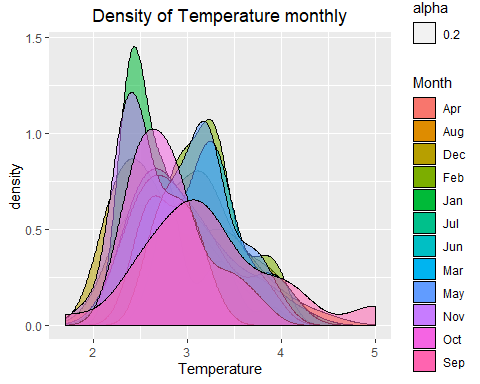 Density of Temperature monthly
alpha
0.2
Month
Apr
Aug
Dec
Feb
Jan
Jul
Jun
Mar
May
Nov
Oct
Sep
density
1.5
1.0
0.5
0.0
2 3 4 5
Temperature